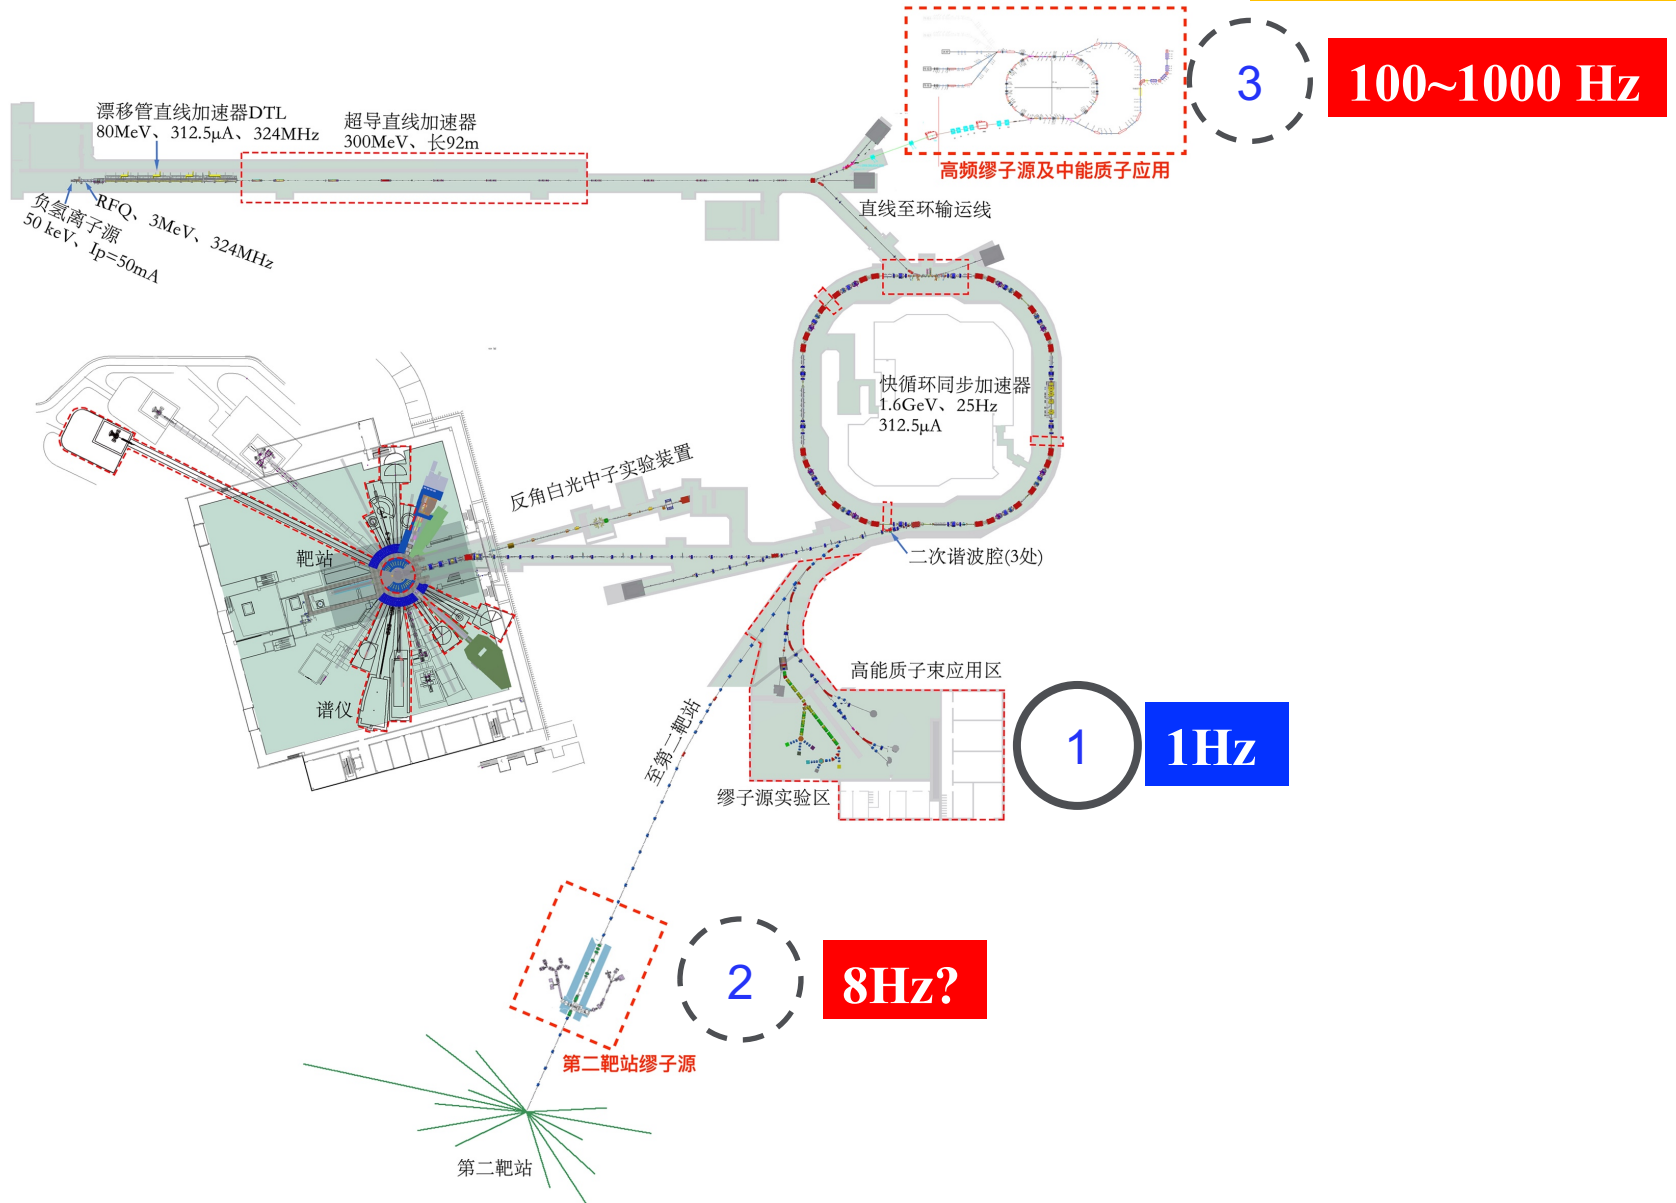 3
100~1000 Hz
高频缪子源及中能质子应用
漂移管直线加速器DTL
80MeV、312.5μA、324MHz
超导直线加速器
300MeV、长92m
RFQ、3MeV、324MHz
负氢离子源
50 keV、Ip=50mA
直线至环输运线
快循环同步加速器
1.6GeV、25Hz
312.5μA
反角白光中子实验装置
靶站
谱仪
二次谐波腔(3处)
高能质子束应用区
缪子源实验区
1
1Hz
至第二靶站
2
8Hz?
第二靶站缪子源
第二靶站